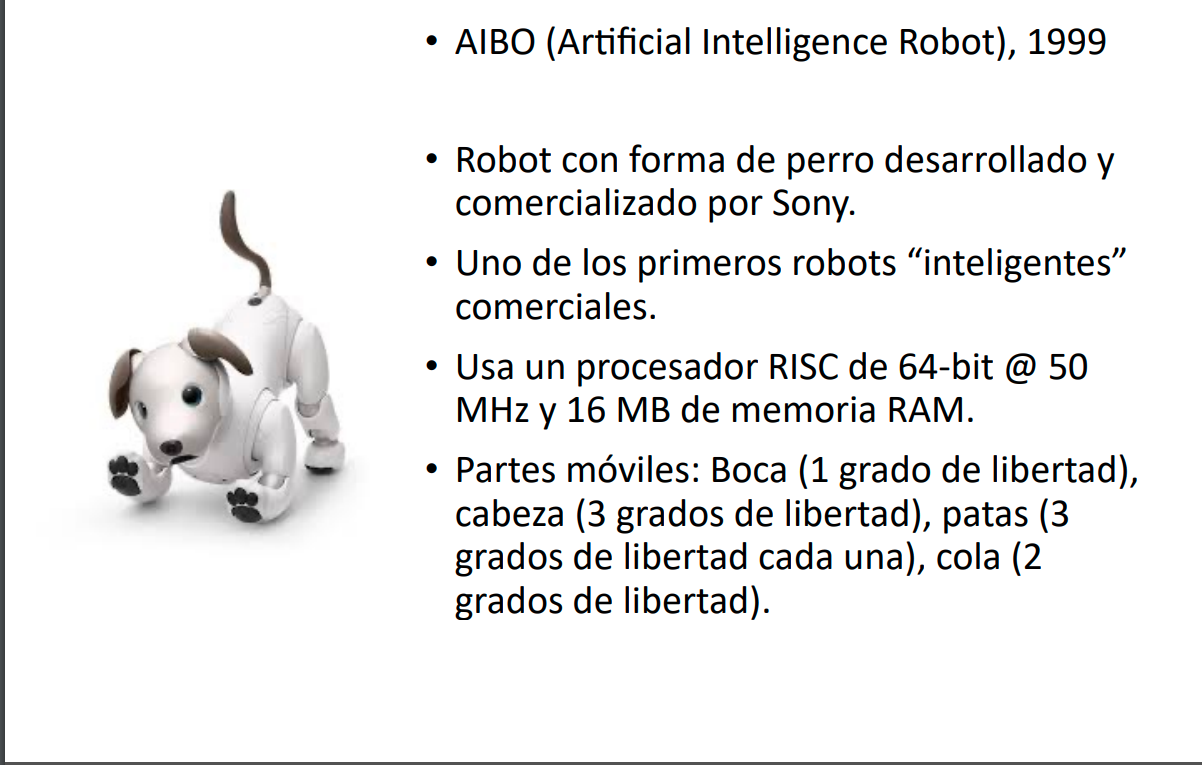 • AIBO (Artificial Intelligence Robot), 1999
• Robot con forma de perro desarrollado y
comercializado por Sony.
• Uno de los primeros robots “inteligentes”
comerciales.
• Usa un procesador RISC de 64-bit @ 50
MHz y 16 MB de memoria RAM.
• Partes móviles: Boca (1 grado de libertad),
cabeza (3 grados de libertad), patas (3
grados de libertad cada una), cola (2
grados de libertad).